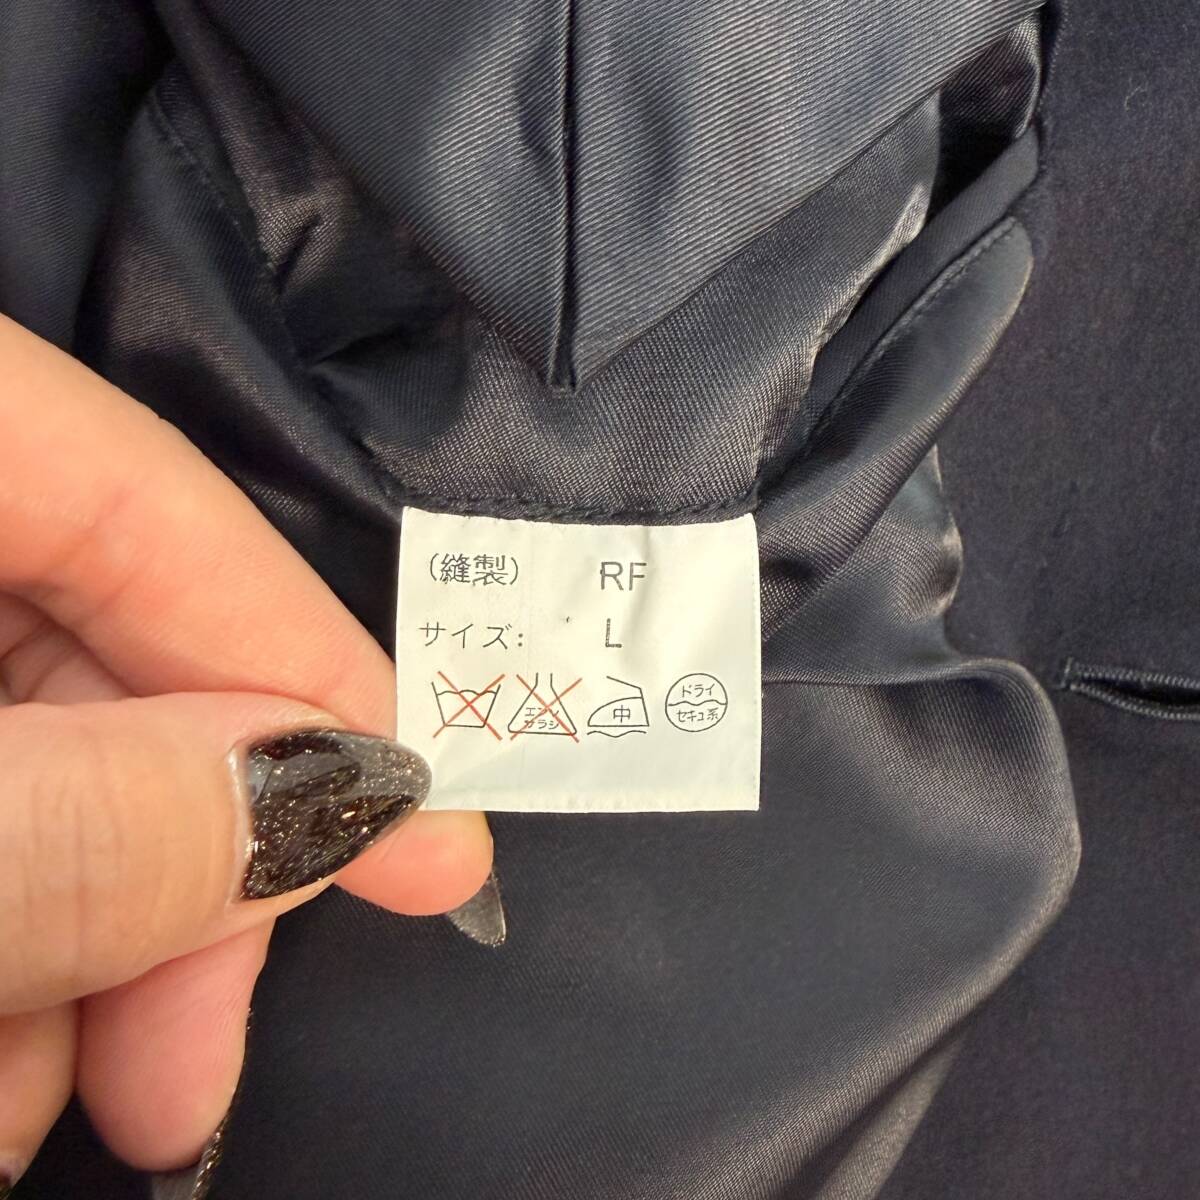 (縫製) RF
サイズ: L
エンソ
サラシ
中
ドライ
セキユ系